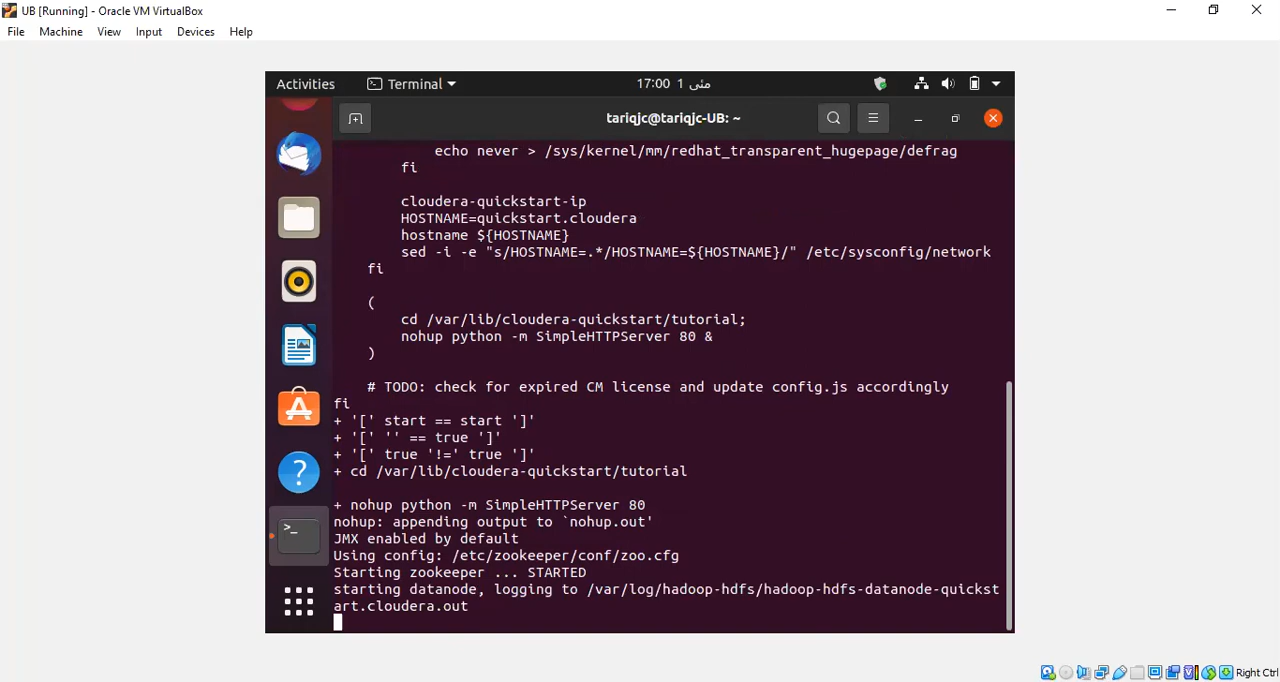 UB [Running] - Oracle VM VirtualBox
File Machine View Input Devices Help
Activities Terminal 17:00 1 مئی
tariqjc@tariqjc-UB: ~
echo never > /sys/kernel/mm/redhat_transparent_hugepage/defrag
fi
cloudera-quickstart-ip
HOSTNAME=quickstart.cloudera
hostname ${HOSTNAME}
sed -i -e "s/HOSTNAME=.*/HOSTNAME=${HOSTNAME}/" /etc/sysconfig/network
fi
(
cd /var/lib/cloudera-quickstart/tutorial;
nohup python -m SimpleHTTPServer 80 &
)
# TODO: check for expired CM license and update config.js accordingly
fi
+ '[' start == start ']'
+ '[' '' == true ']'
+ '[' true '!=' true ']'
+ cd /var/lib/cloudera-quickstart/tutorial
+ nohup python -m SimpleHTTPServer 80
nohup: appending output to `nohup.out'
JMX enabled by default
Using config: /etc/zookeeper/conf/zoo.cfg
Starting zookeeper ... STARTED
starting datanode, logging to /var/log/hadoop-hdfs/hadoop-hdfs-datanode-quickst
art.cloudera.out
Right Ctrl